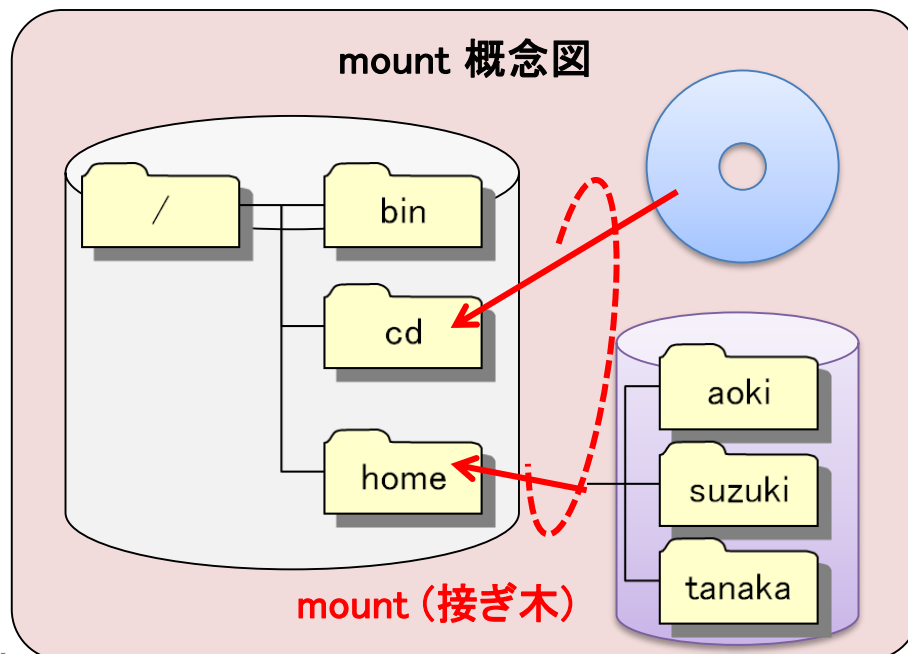 mount 概念図
/
bin
cd
home
aoki
suzuki
tanaka
mount（接ぎ木）